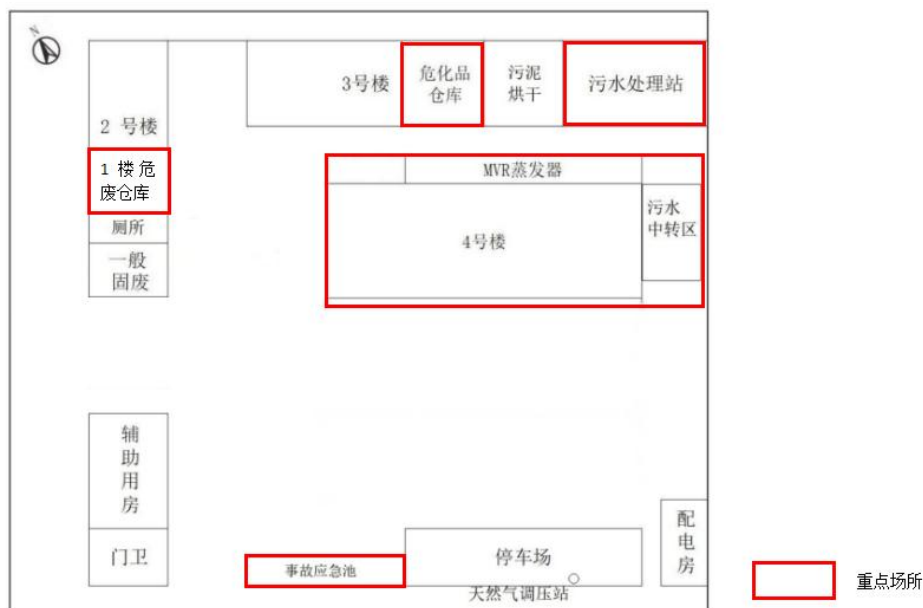 N
3号楼
危化品
仓库
污泥
烘干
污水处理站
2 号楼
1 楼 危
废仓库
厕所
一般
固废
MVR蒸发器
4号楼
污水
中转区
辅
助
用
房
门卫
事故应急池
停车场
天然气调压站
配
电
房
重点场所